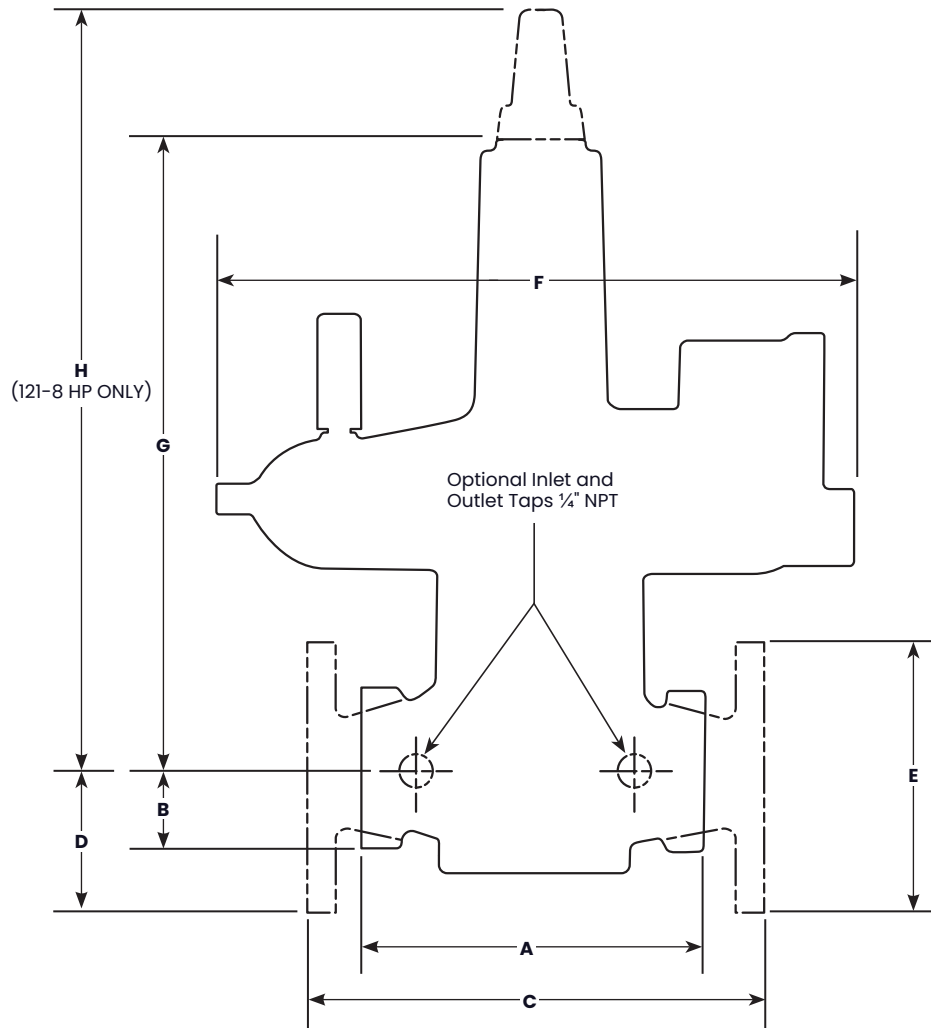 F
H
(121-8 HP ONLY)
G
Optional Inlet and
Outlet Taps ¼" NPT
E
B
D
A
C